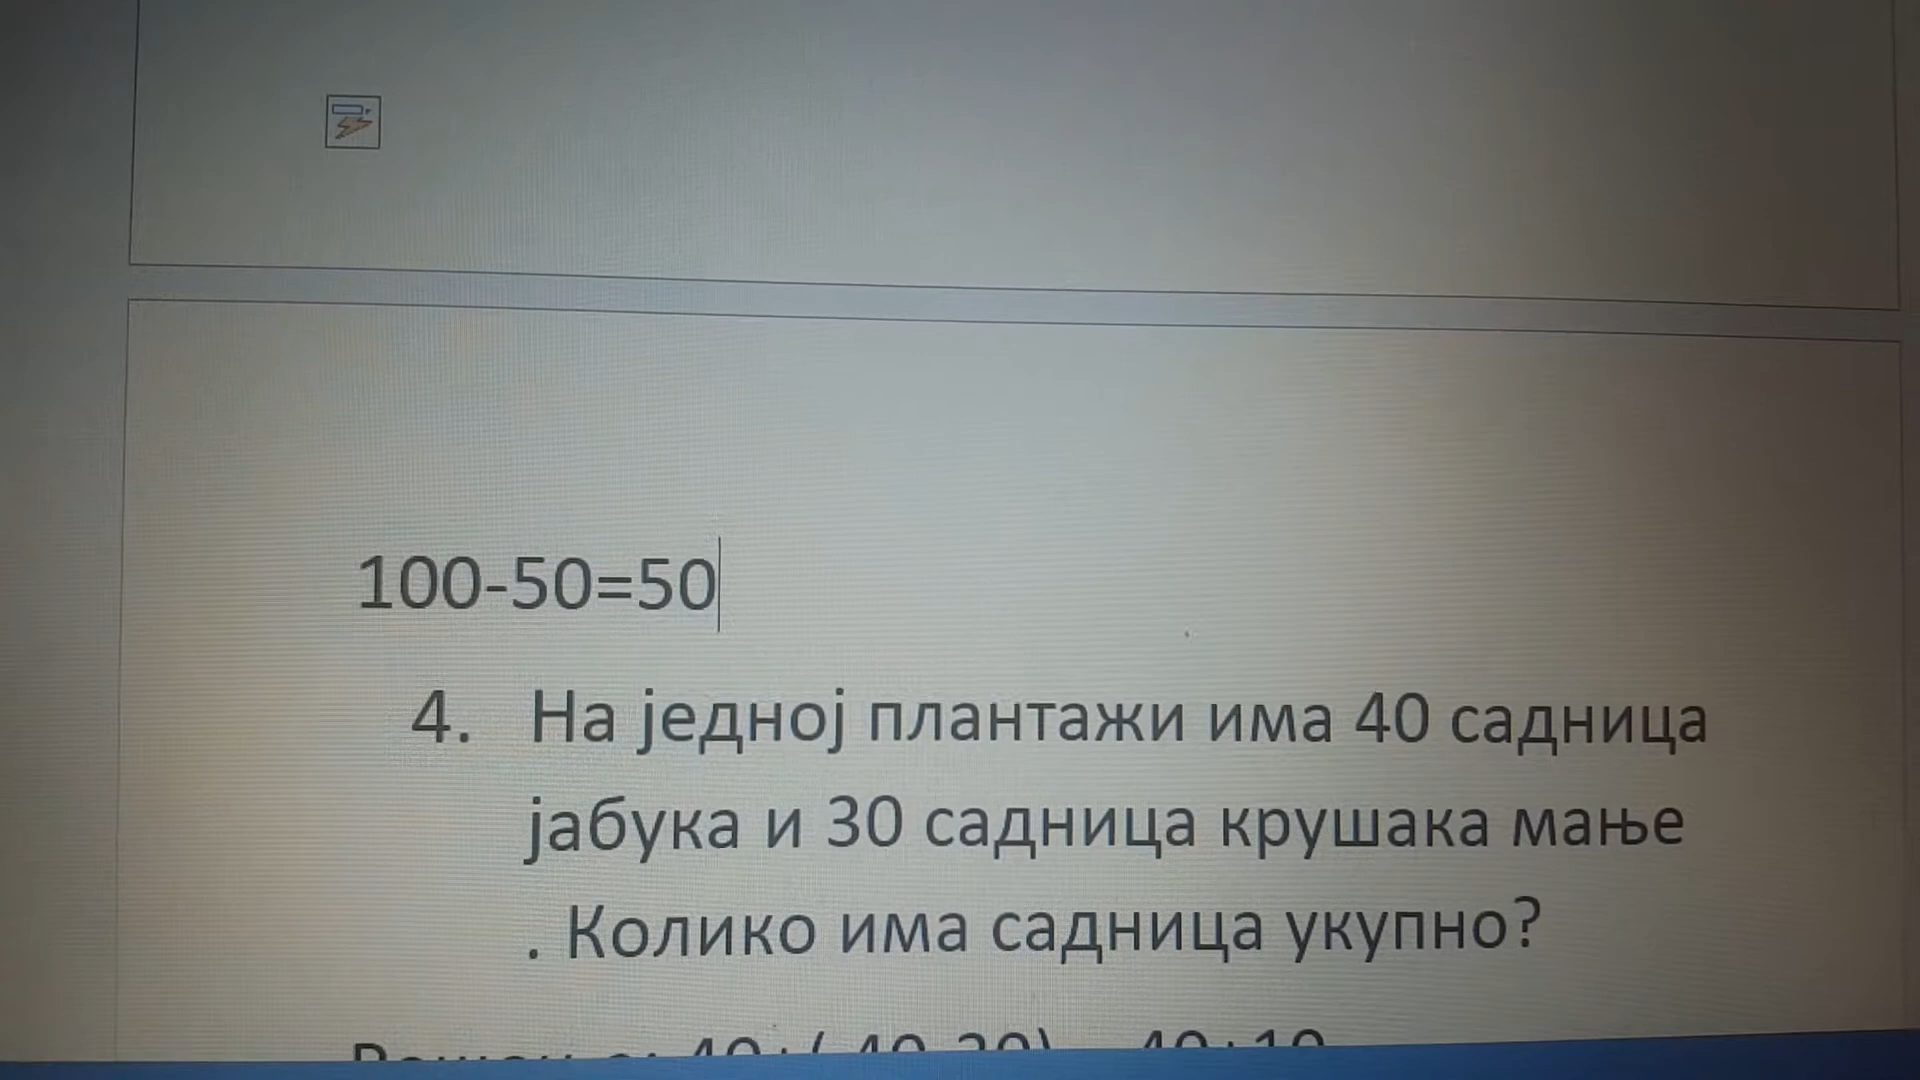 100-50=50
4. На једној плантажи има 40 садница
јабука и 30 садница крушака мање
. Колико има садница укупно?